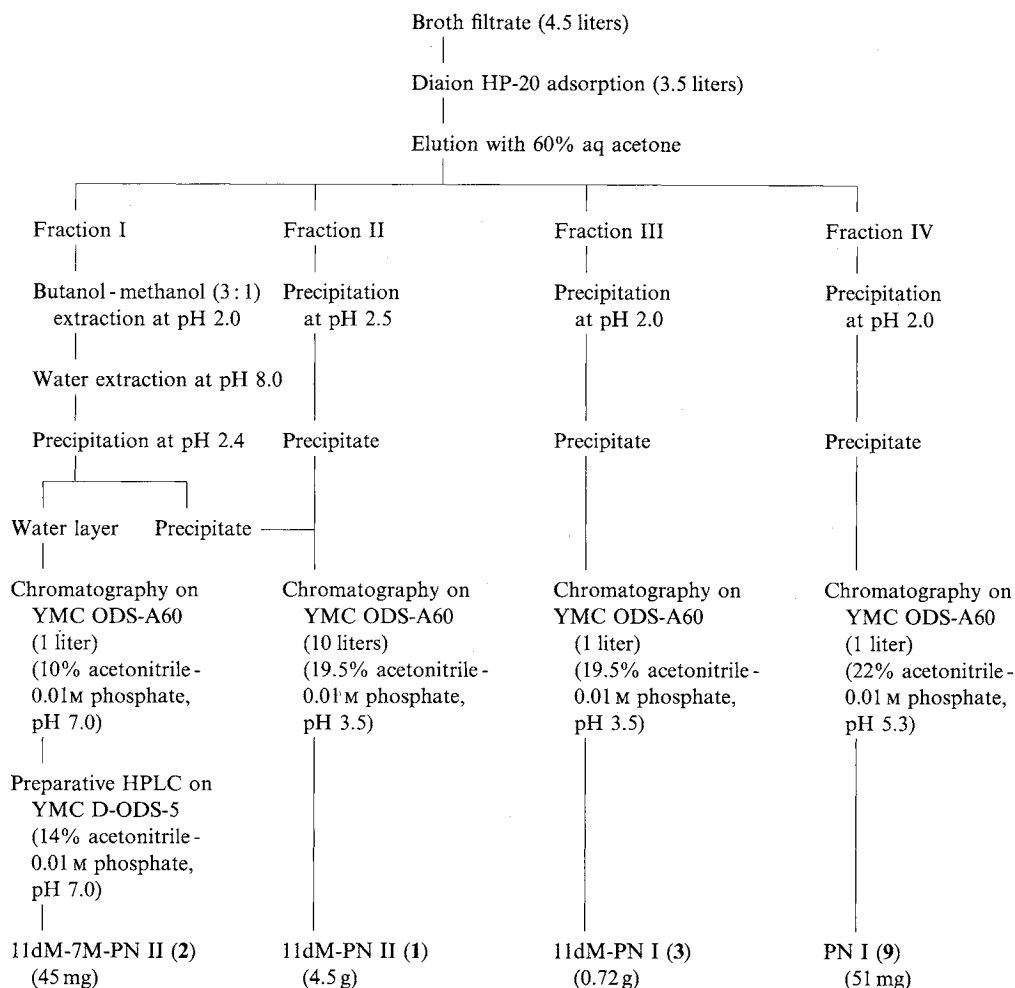 Broth filtrate (4.5 liters)
Diaion HP-20 adsorption (3.5 liters)
Elution with 60% aq acetone
Fraction I
Fraction II
Fraction III
Fraction IV
Butanol-methanol (3:1)
extraction at pH 2.0
Precipitation
at pH 2.5
Precipitation
at pH 2.0
Precipitation
at pH 2.0
Water extraction at pH 8.0
Precipitation at pH 2.4
Precipitate
Precipitate
Precipitate
Water layer
Precipitate
Chromatography on
YMC ODS-A60
(1 liter)
(10% acetonitrile-
0.01 M phosphate,
pH 7.0)
Chromatography on
YMC ODS-A60
(10 liters)
(19.5% acetonitrile-
0.01 M phosphate,
pH 3.5)
Chromatography on
YMC ODS-A60
(1 liter)
(19.5% acetonitrile-
0.01 M phosphate,
pH 3.5)
Chromatography on
YMC ODS-A60
(1 liter)
(22% acetonitrile-
0.01 M phosphate,
pH 5.3)
Preparative HPLC on
YMC D-ODS-5
(14% acetonitrile-
0.01 M phosphate,
pH 7.0)
11dM-7M-PN II (2)
(45 mg)
11dM-PN II (1)
(4.5 g)
11dM-PN I (3)
(0.72 g)
PN I (9)
(51 mg)